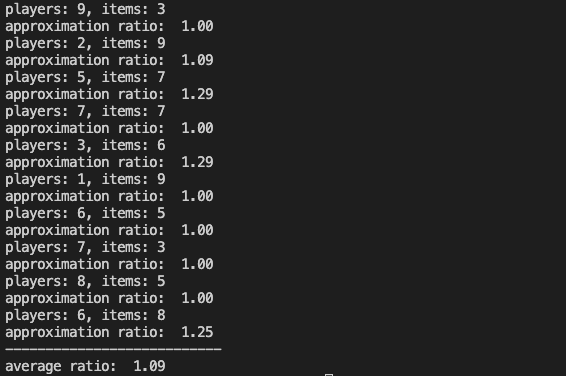 players: 9, items: 3
approximation ratio:  1.00
players: 2, items: 9
approximation ratio:  1.09
players: 5, items: 7
approximation ratio:  1.29
players: 7, items: 7
approximation ratio:  1.00
players: 3, items: 6
approximation ratio:  1.29
players: 1, items: 9
approximation ratio:  1.00
players: 6, items: 5
approximation ratio:  1.00
players: 7, items: 3
approximation ratio:  1.00
players: 8, items: 5
approximation ratio:  1.00
players: 6, items: 8
approximation ratio:  1.25
---------------------------
average ratio:  1.09